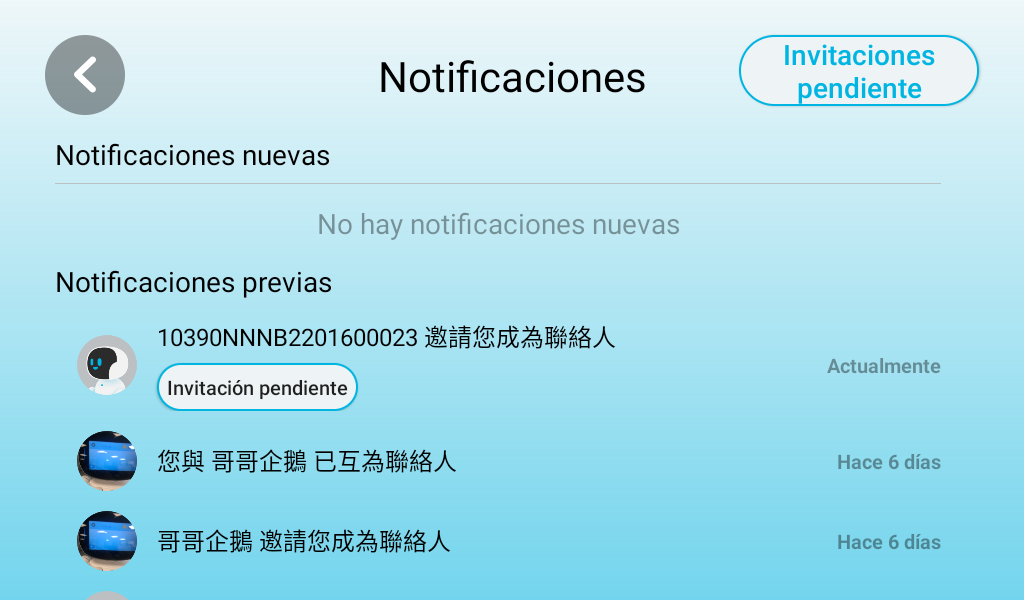 Notificaciones
Invitaciones
pendiente
Notificaciones nuevas
No hay notificaciones nuevas
Notificaciones previas
10390NNNB2201600023 邀請您成為聯絡人
Invitación pendiente
Actualmente
您與 哥哥企鵝 已互為聯絡人
Hace 6 días
哥哥企鵝 邀請您成為聯絡人
Hace 6 días